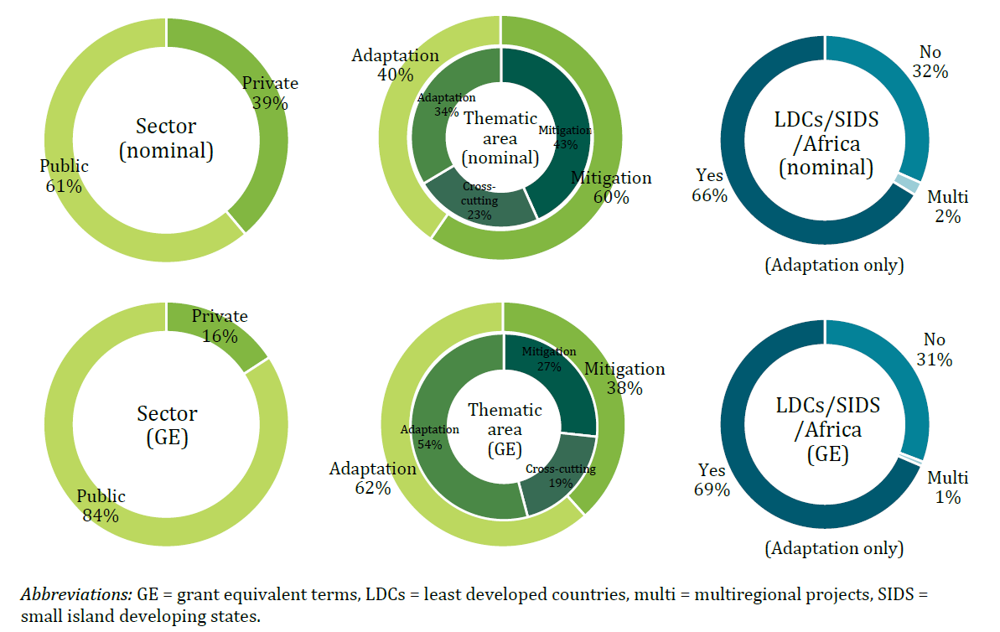 Private
39%
Sector
(nominal)
Public
61%
Adaptation
40%
Adaptation
34%
Thematic
area
(nominal)
Mitigation
43%
Cross-
cutting
23%
Mitigation
60%
No
32%
LDCs/SIDS
/Africa
(nominal)
Yes
66%
Multi
2%
(Adaptation only)
Private
16%
Sector
(GE)
Public
84%
Mitigation
27%
Mitigation
38%
Thematic
area
(GE)
Adaptation
54%
Adaptation
62%
Cross-cutting
19%
No
31%
LDCs/SIDS
/Africa
(GE)
Yes
69%
Multi
1%
(Adaptation only)
Abbreviations: GE = grant equivalent terms, LDCs = least developed countries, multi = multiregional projects, SIDS =
small island developing states.